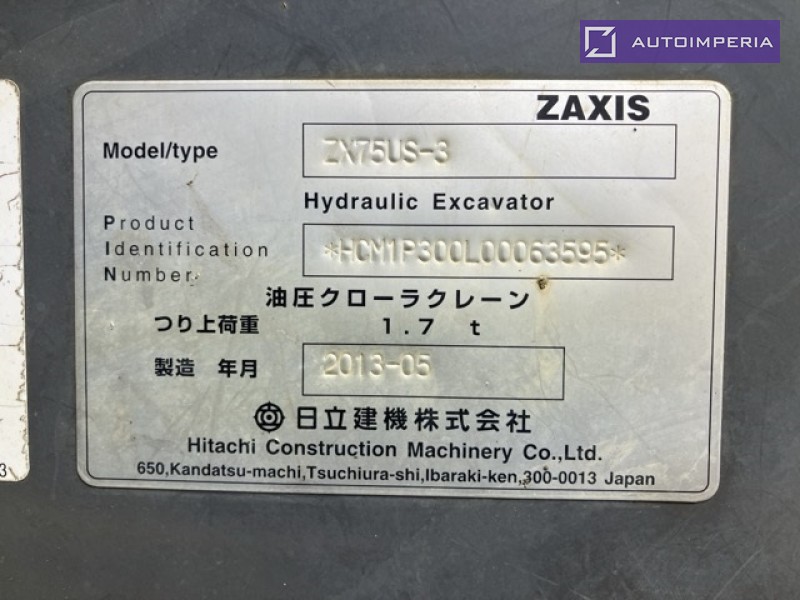 AUTOIMPERIA
ZAXIS
Model/type ZX75US-3
Hydraulic Excavator
Product
Identification *HCM1P300L00063595*
Number
油圧クローラクレーン
つり上荷重 1.7 t
製造 年月 2013-05
日立建機株式会社
Hitachi Construction Machinery Co.,Ltd.
650,Kandatsu-machi,Tsuchiura-shi,Ibaraki-ken,300-0013 Japan
3